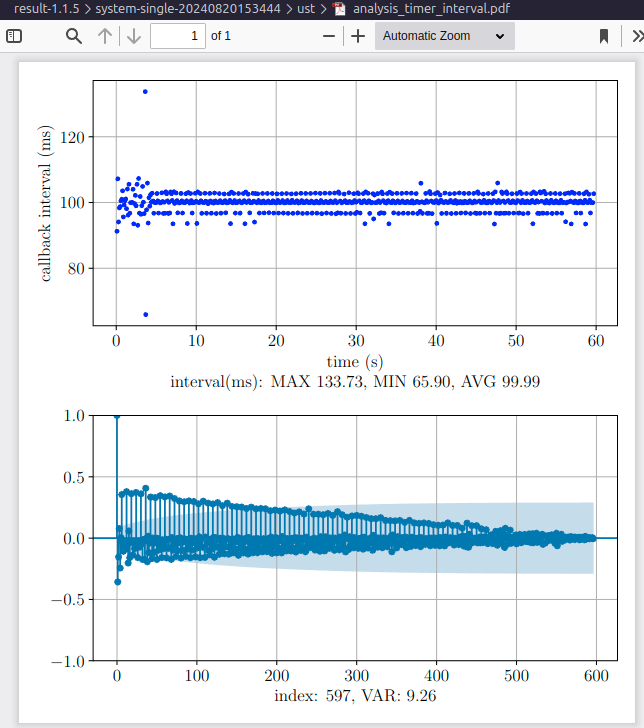 result-1.1.5 > system-single-20240820153444 > ust > analysis_timer_interval.pdf
1 of 1 Automatic Zoom
callback interval (ms)
120
100
80
0 10 20 30 40 50 60
time (s)
interval(ms): MAX 133.73, MIN 65.90, AVG 99.99
1.0
0.5
0.0
−0.5
−1.0
0 100 200 300 400 500 600
index: 597, VAR: 9.26